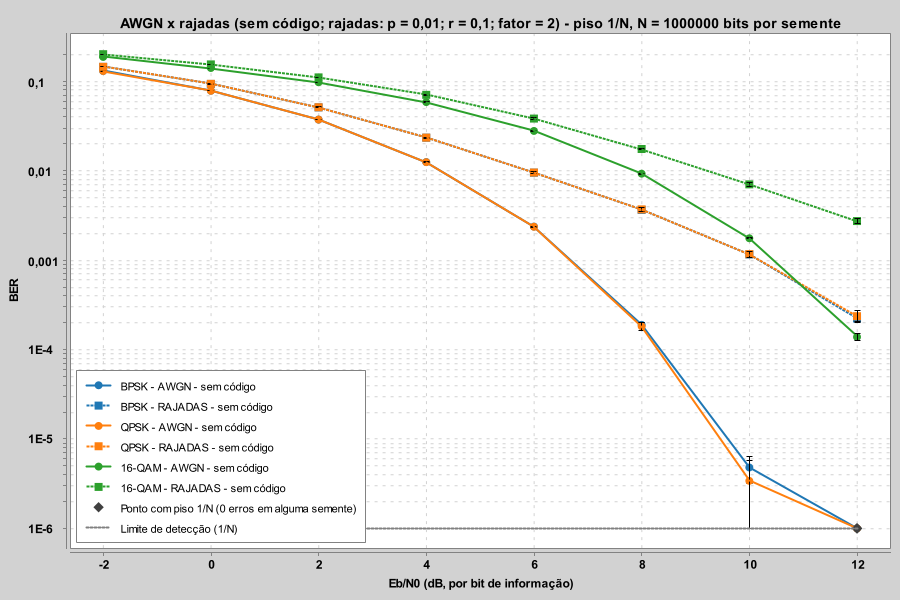 AWGN x rajadas (sem código; rajadas: p = 0,01; r = 0,1; fator = 2) - piso 1/N, N = 1000000 bits por semente
BER
0,1
0,01
0,001
1E-4
1E-5
1E-6
BPSK - AWGN - sem código
BPSK - RAJADAS - sem código
QPSK - AWGN - sem código
QPSK - RAJADAS - sem código
16-QAM - AWGN - sem código
16-QAM - RAJADAS - sem código
Ponto com piso 1/N (0 erros em alguma semente)
Limite de detecção (1/N)
-2 0 2 4 6 8 10 12
Eb/N0 (dB, por bit de informação)